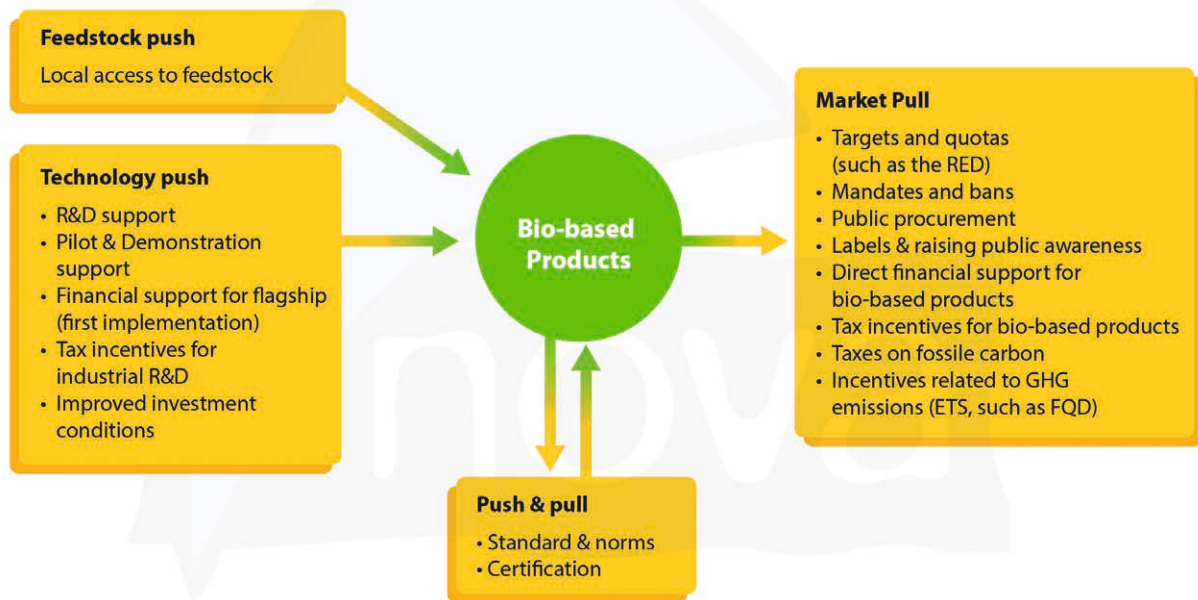 Feedstock push
Local access to feedstock
Technology push
• R&D support
• Pilot & Demonstration
support
• Financial support for flagship
(first implementation)
• Tax incentives for
industrial R&D
• Improved investment
conditions
Bio-based
Products
Push & pull
• Standard & norms
• Certification
Market Pull
• Targets and quotas
(such as the RED)
• Mandates and bans
• Public procurement
• Labels & raising public awareness
• Direct financial support for
bio-based products
• Tax incentives for bio-based products
• Taxes on fossile carbon
• Incentives related to GHG
emissions (ETS, such as FQD)
nova